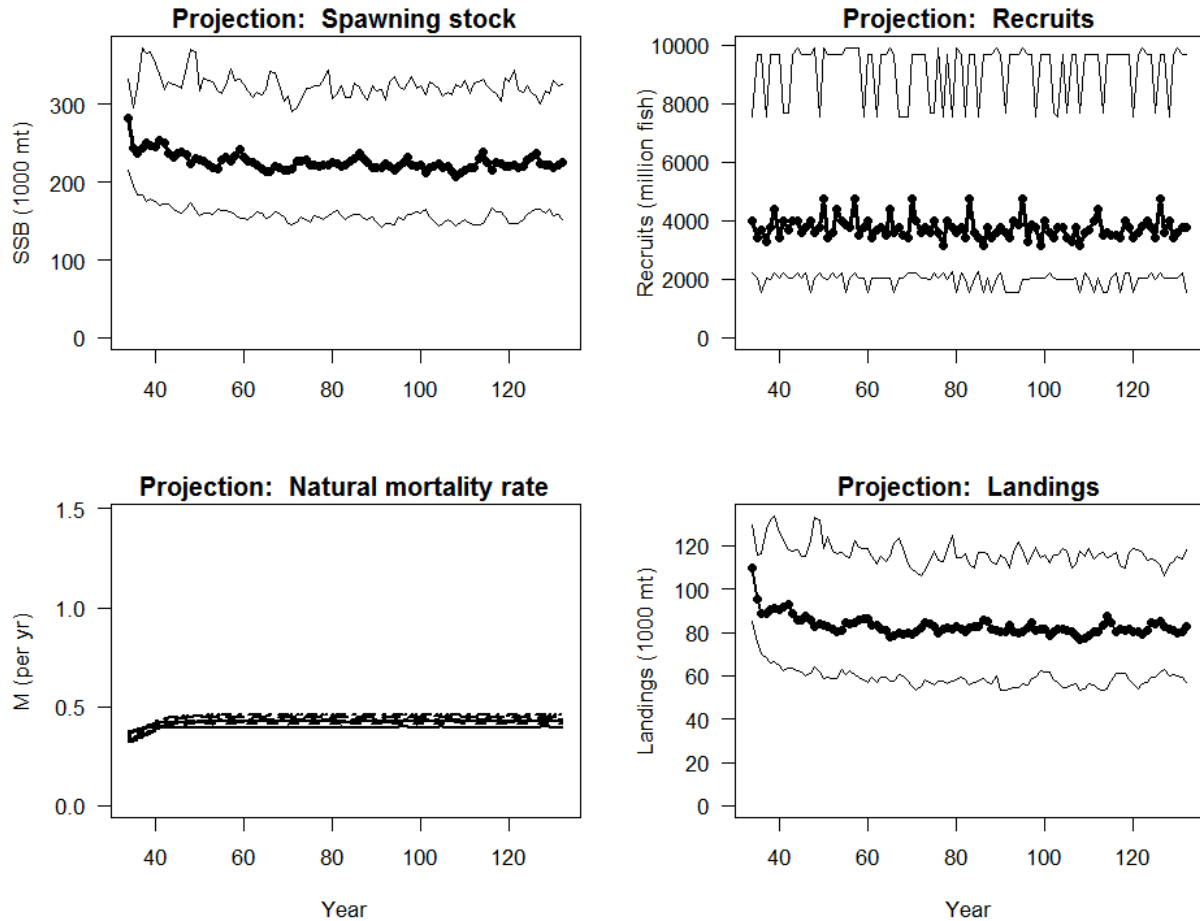 Projection:  Spawning stock
SSB (1000 mt)
300
200
100
0
40 60 80 100 120
Projection:  Recruits
Recruits (million fish)
10000
8000
6000
4000
2000
0
40 60 80 100 120
Projection:  Natural mortality rate
M (per yr)
1.5
1.0
0.5
0.0
40 60 80 100 120
Year
Projection:  Landings
Landings (1000 mt)
120
100
80
60
40
20
0
40 60 80 100 120
Year